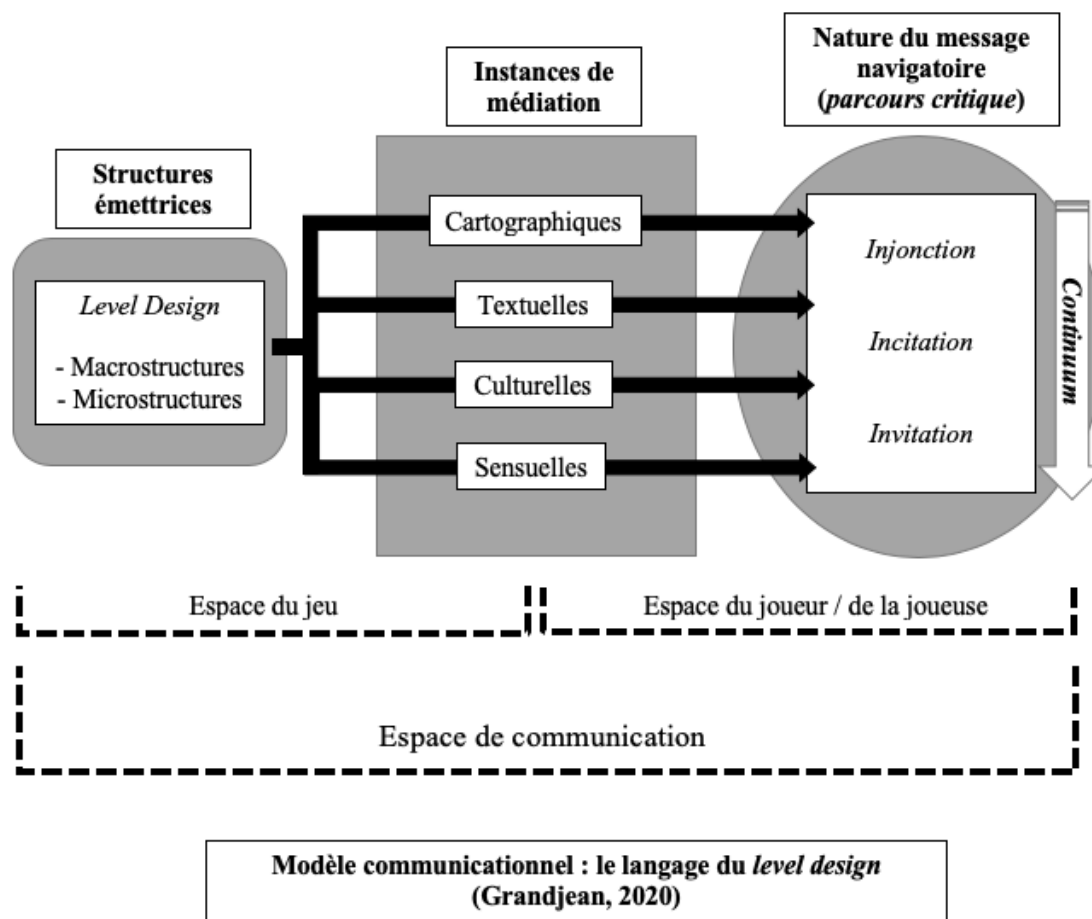 Structures
émettrices
Level Design
- Macrostructures
- Microstructures
Instances de
médiation
Cartographiques
Textuelles
Culturelles
Sensuelles
Nature du message
navigatoire
(parcours critique)
Injonction
Incitation
Invitation
Continuum
Espace du jeu
Espace du joueur / de la joueuse
Espace de communication
Modèle communicationnel : le langage du level design
(Grandjean, 2020)